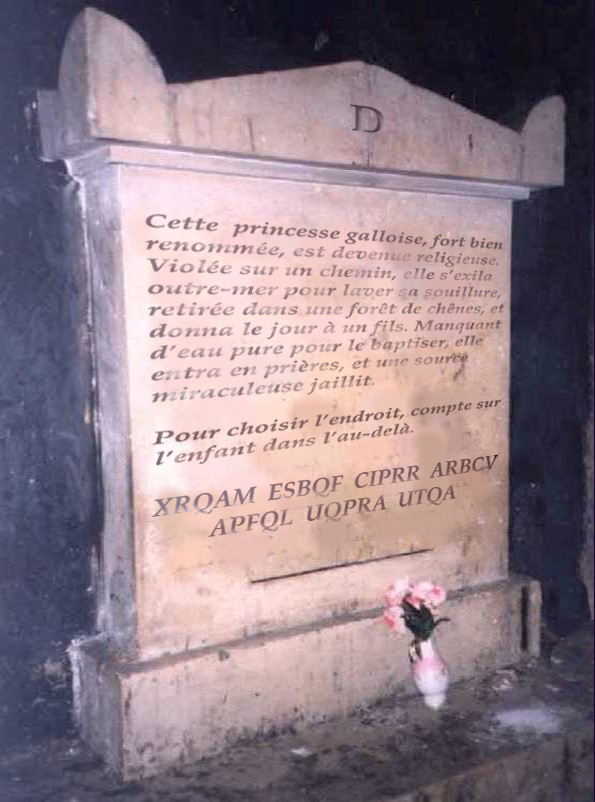 D
Cette princesse galloise, fort bien
renommée, est devenue religieuse.
Violée sur un chemin, elle s'exila
outre-mer pour laver sa souillure,
retirée dans une forêt de chênes, et
donna le jour à un fils. Manquant
d'eau pure pour le baptiser, elle
entra en prières, et une source
miraculeuse jaillit.
Pour choisir l'endroit, compte sur
l'enfant dans l'au-delà.
XRQAM ESBQF CIPRR ARBCV
APFQL UQPRA UTQA